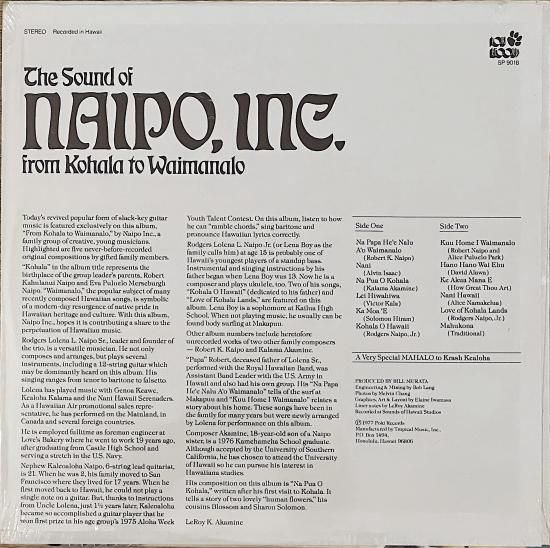 STEREO Recorded in Hawaii
SP 9016
The Sound of
NAIPO, INC.
from Kohala to Waimanalo
Today's revived popular form of slack-key guitar
music is featured exclusively on this album,
"From Kohala to Waimanalo," by Naipo Inc., a
family group of creative, young musicians.
Highlighted are five never-before-recorded
original compositions by gifted family members.
"Kohala" in the album title represents the
birthplace of the group leader's parents, Robert
Kahulanui Naipo and Eva Puluelo Merseburgh
Naipo. "Waimanalo," the popular subject of many
recently composed Hawaiian songs, is symbolic
of a modern-day resurgence of native pride in
Hawaiian heritage and culture. With this album,
Naipo Inc., hopes it is contributing a share to the
perpetuation of Hawaiian music.
Rodgers Lolena L. Naipo Sr., leader and founder of
the trio, is a versatile musician. He not only
composes and arranges, but plays several
instruments, including a 12-string guitar which
may be dominantly heard on this album. His
singing ranges from tenor to baritone to falsetto.
Lolena has played with Genoa Keawe,
Kealoha Kalama and the Nani Hawaii Serenaders.
As a Hawaiian Air promotional sales repre-
sentative, he has performed on the Mainland, in
Canada and several foreign countries.
He is employed fulltime as foreman engineer at
Love's Bakery where he went to work 19 years ago,
after graduating from Castle High School and
serving a stretch in the U.S. Navy.
Nephew Kaleoaloha Naipo, 6-string lead guitarist,
is 21. When he was 2, his family moved to San
Francisco where they lived for 17 years. When he
first moved back to Hawaii, he could not play a
single note on a guitar. But, thanks to instructions
from Uncle Lolena, just 1½ years later, Kaleoaloha
became so accomplished a guitar player that he
won first prize in his age group's 1975 Aloha Week
Youth Talent Contest. On this album, listen to how
he can "ramble chords," sing baritone and
pronounce Hawaiian lyrics correctly.
Rodgers Lolena L. Naipo Jr. (or Lena Boy as the
family calls him) at age 15 is probably one of
Hawaii's youngest players of standup bass.
Instrumental and singing instructions by his
father began when Lena Boy was 13. Now he is a
composer and plays ukulele, too. Two of his songs,
"Kohala O Hawaii" (dedicated to his father) and
"Love of Kohala Lands," are featured on this
album. Lena Boy is a sophomore at Kailua High
School. When not playing music, he usually can be
found body surfing at Makapuu.
Other album numbers include heretofore
unrecorded works of two other family composers
— Robert K. Naipo and Kalama Akamine.
"Papa" Robert, deceased father of Lolena Sr.,
performed with the Royal Hawaiian Band, was
Assistant Band Leader with the U.S. Army in
Hawaii and also had his own group. His "Na Papa
He'e Nalu A'o Waimanalo" tells of the surf at
Makapuu and "Kuu Home I Waimanalo" relates a
story about his home. These songs have been in
the family for many years but were newly arranged
by Lolena for performance on this album.
Composer Akamine, 18-year-old son of a Naipo
sister, is a 1976 Kamehameha School graduate.
Although accepted by the University of Southern
California, he has chosen to attend the University
of Hawaii so he can pursue his interest in
Hawaiiana studies.
His composition on this album is "Na Pua O
Kohala," written after his first visit to Kohala. It
tells a story of two lovely "human flowers," his
cousins Blossom and Sharon Solomon.
LeRoy K. Akamine
Side One
Na Papa He'e Nalu
A'o Waimanalo
(Robert K. Naipo)
Nani
(Alvin Isaac)
Na Pua O Kohala
(Kalama Akamine)
Lei Hiwahiwa
(Victor Kala)
Ka Moa 'E
(Solomon Hiram)
Kohala O Hawaii
(Rodgers Naipo, Jr.)
Side Two
Kuu Home I Waimanalo
(Robert Naipo and
Alice Puluelo Park)
Hano Hano Wai Ehu
(David Alawa)
Ke Akua Mana E
(How Great Thou Art)
Nani Hawaii
(Alice Namakelua)
Love of Kohala Lands
(Rodgers Naipo, Jr.)
Mahukona
(Traditional)
A Very Special MAHALO to Krash Kealoha
PRODUCED BY BILL MURATA
Engineering & Mixing by Bob Lang
Photos by Melvin Chang
Graphics, Art & Layout by Elaine Iwamasa
Liner notes by LeRoy Akamine
Recorded at Sounds of Hawaii Studios
Ⓟ 1977 Poki Records
Manufactured by Tropical Music, Inc.
P.O. Box 1494,
Honolulu, Hawaii 96806